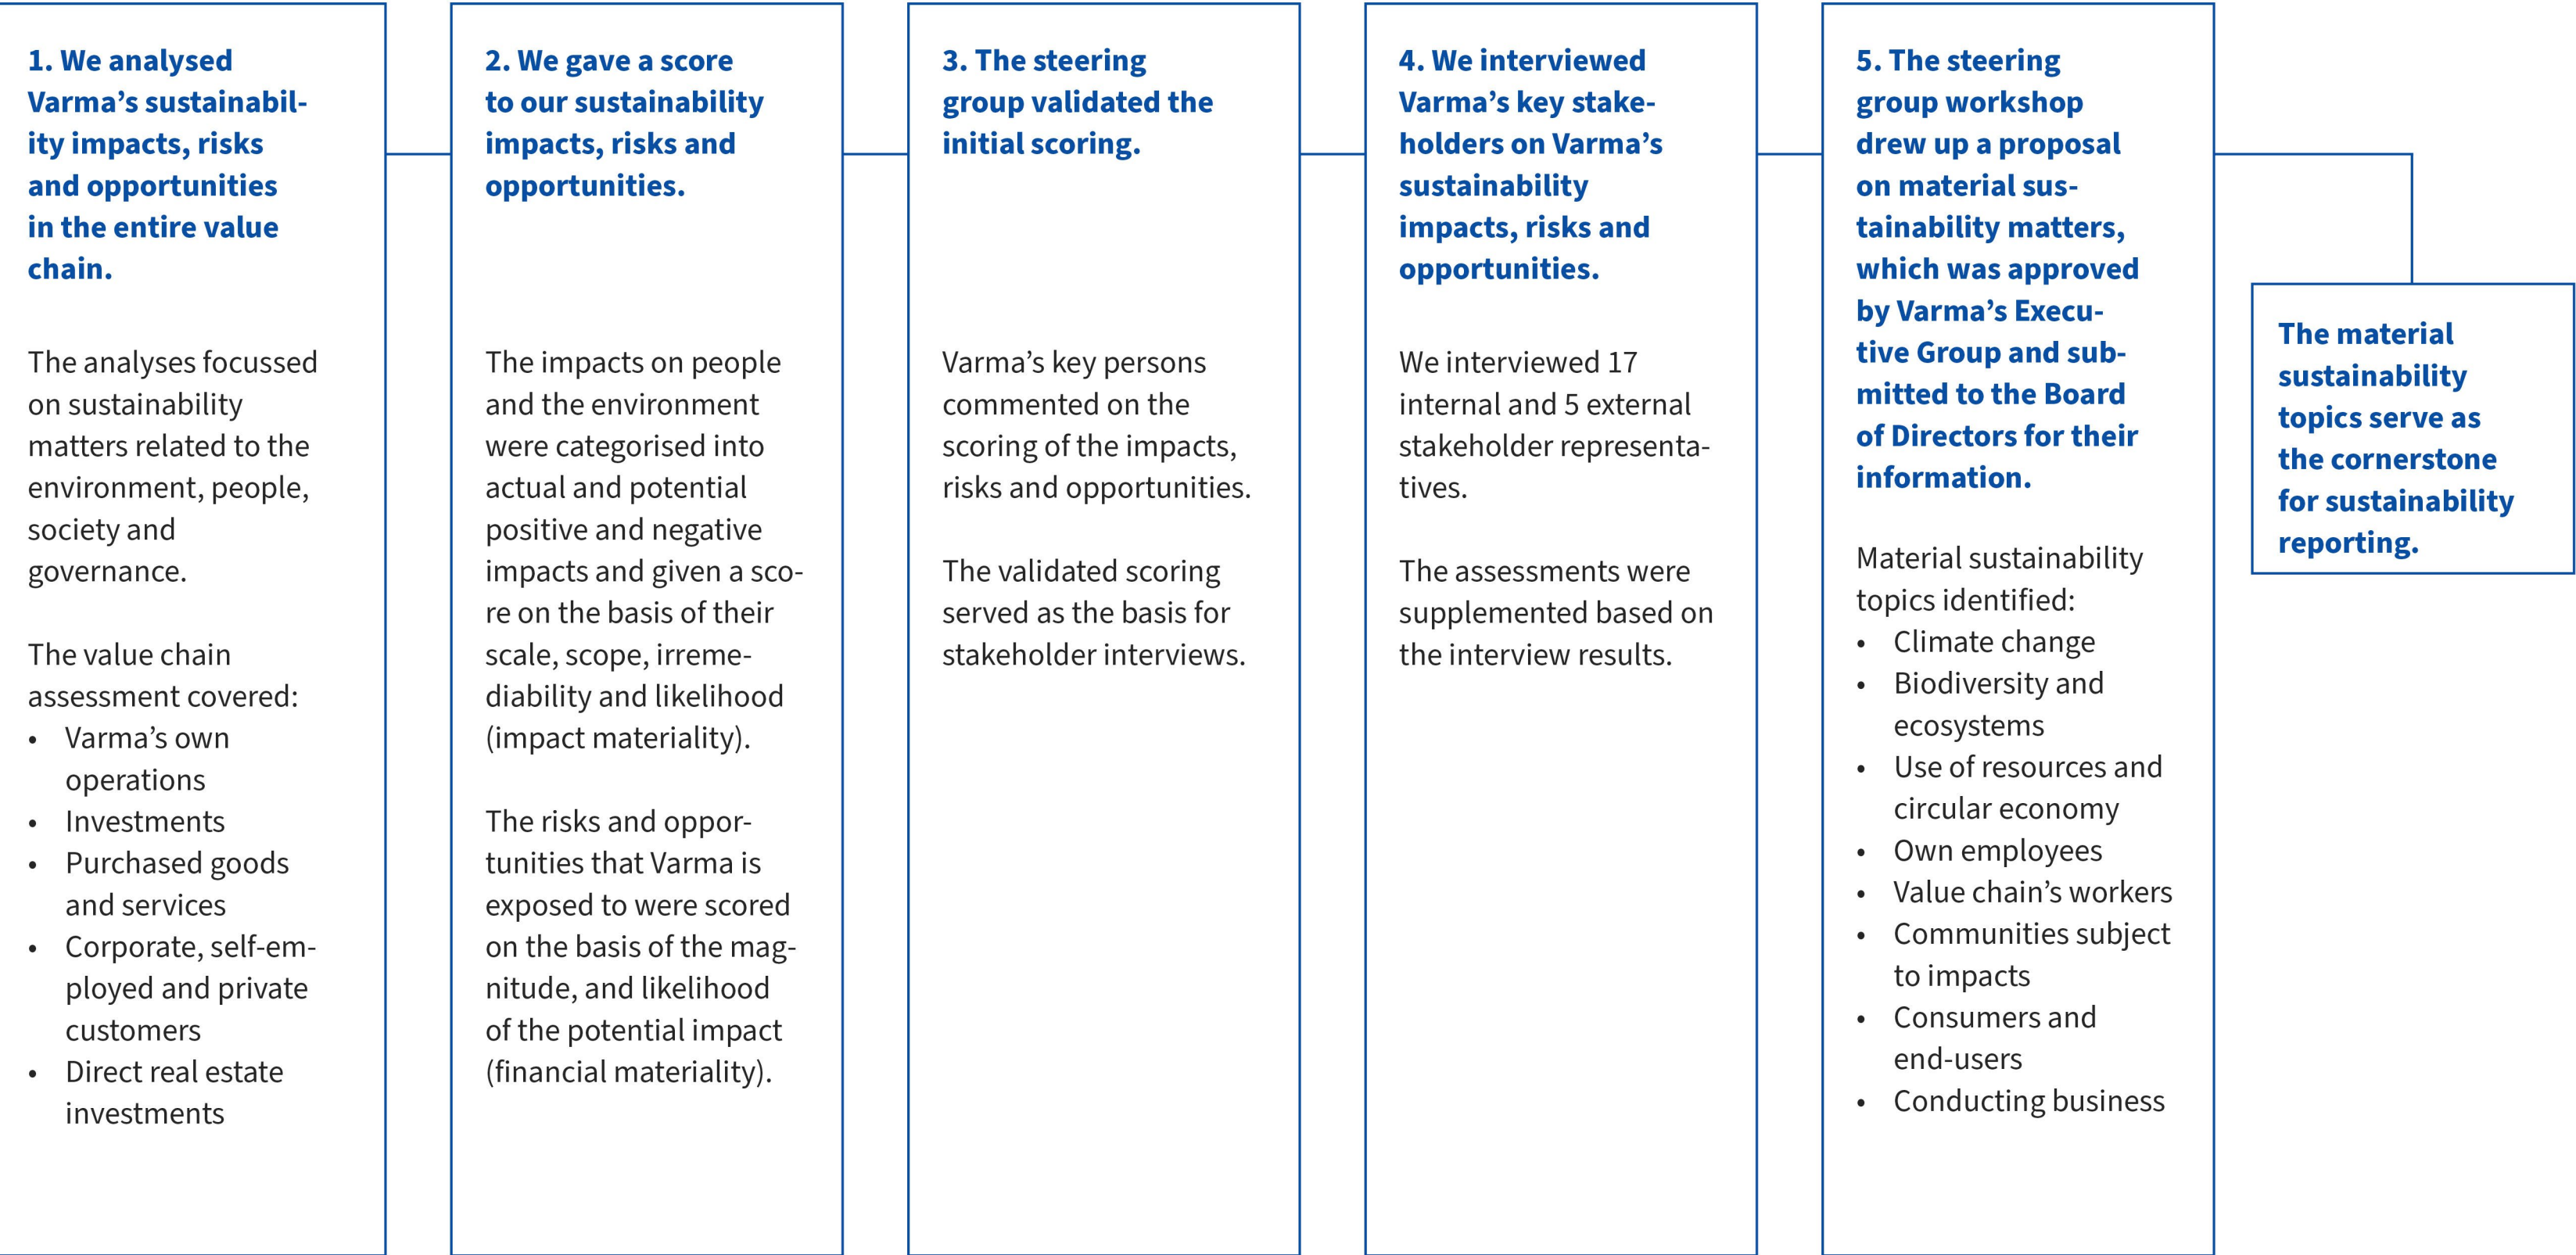 1. We analysed
Varma’s sustainabil-
ity impacts, risks
and opportunities
in the entire value
chain.
The analyses focussed
on sustainability
matters related to the
environment, people,
society and
governance.
The value chain
assessment covered:
• Varma’s own
operations
• Investments
• Purchased goods
and services
• Corporate, self-em-
ployed and private
customers
• Direct real estate
investments
2. We gave a score
to our sustainability
impacts, risks and
opportunities.
The impacts on people
and the environment
were categorised into
actual and potential
positive and negative
impacts and given a sco-
re on the basis of their
scale, scope, irreme-
diability and likelihood
(impact materiality).
The risks and oppor-
tunities that Varma is
exposed to were scored
on the basis of the mag-
nitude, and likelihood
of the potential impact
(financial materiality).
3. The steering
group validated the
initial scoring.
Varma’s key persons
commented on the
scoring of the impacts,
risks and opportunities.
The validated scoring
served as the basis for
stakeholder interviews.
4. We interviewed
Varma’s key stake-
holders on Varma’s
sustainability
impacts, risks and
opportunities.
We interviewed 17
internal and 5 external
stakeholder representa-
tives.
The assessments were
supplemented based on
the interview results.
5. The steering
group workshop
drew up a proposal
on material sus-
tainability matters,
which was approved
by Varma’s Execu-
tive Group and sub-
mitted to the Board
of Directors for their
information.
Material sustainability
topics identified:
• Climate change
• Biodiversity and
ecosystems
• Use of resources and
circular economy
• Own employees
• Value chain’s workers
• Communities subject
to impacts
• Consumers and
end-users
• Conducting business
The material
sustainability
topics serve as
the cornerstone
for sustainability
reporting.